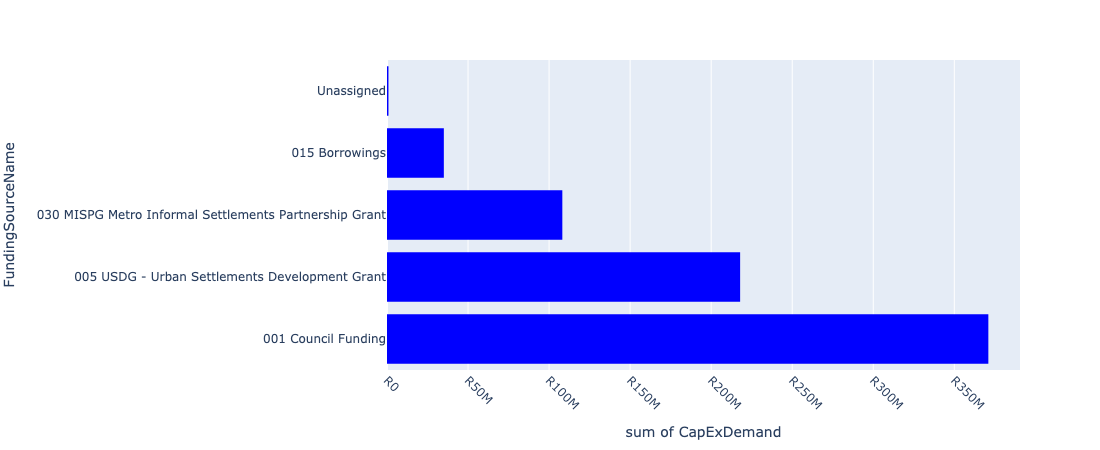 FundingSourceName
Unassigned
015 Borrowings
030 MISPG Metro Informal Settlements Partnership Grant
005 USDG - Urban Settlements Development Grant
001 Council Funding
R0
R50M
R100M
R150M
R200M
R250M
R300M
R350M
sum of CapExDemand